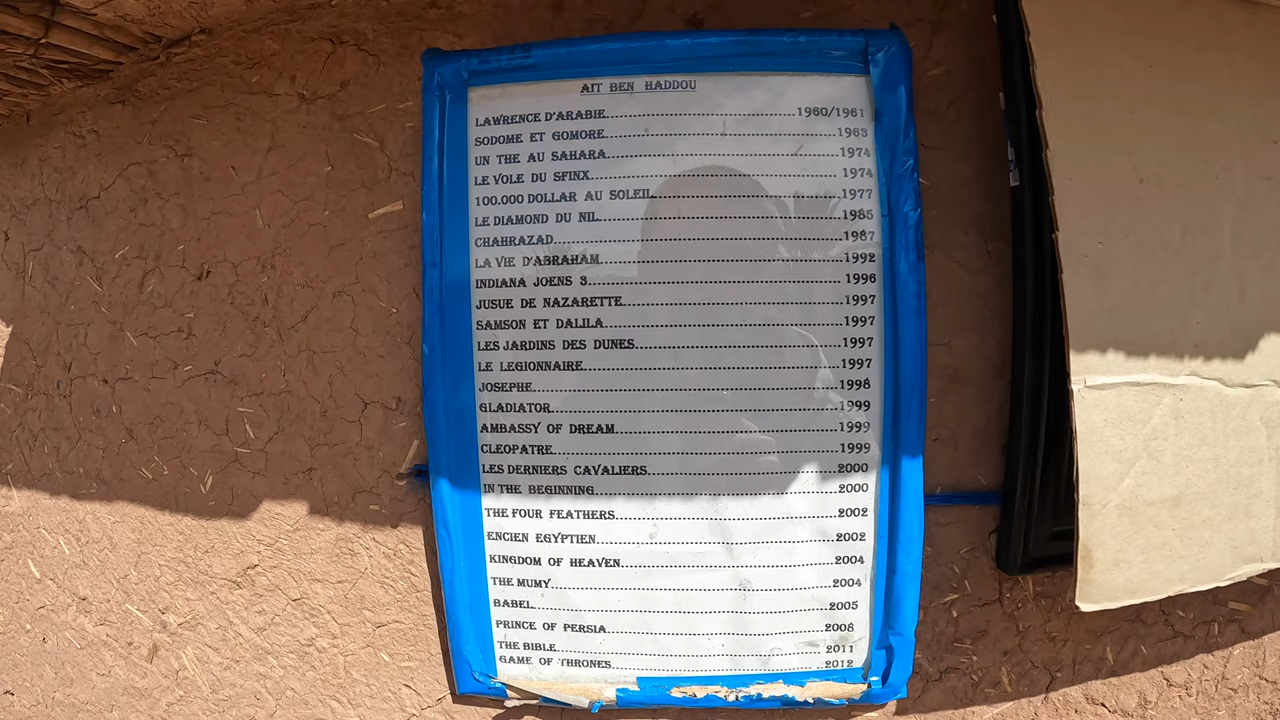 AIT BEN HADDOU
LAWRENCE D'ARABIE........................................................1960/1961
SODOME ET GOMORE........................................................1963
UN THE AU SAHARA........................................................1974
LE VOLE DU SFINX........................................................ 1974
100.000 DOLLAR AU SOLEIL........................................................1977
LE DIAMOND DU NIL........................................................1985
CHAHRAZAD........................................................1987
LA VIE D'ABRAHAM........................................................1992
INDIANA JOENS 3........................................................ 1996
JUSUE DE NAZARETTE........................................................1997
SAMSON ET DALILA........................................................1997
LES JARDINS DES DUNES........................................................1997
LE LEGIONNAIRE........................................................1997
JOSEPHE........................................................1998
GLADIATOR........................................................1999
AMBASSY OF DREAM........................................................1999
CLEOPATRE........................................................1999
LES DERNIERS CAVALIERS........................................................2000
IN THE BEGINNING........................................................2000
THE FOUR FEATHERS........................................................2002
ENCIEN EGYPTIEN........................................................2002
KINGDOM OF HEAVEN........................................................2004
THE MUMY........................................................2004
BABEL........................................................2005
PRINCE OF PERSIA........................................................2008
THE BIBLE........................................................ 2011
GAME OF THRONES........................................................2012